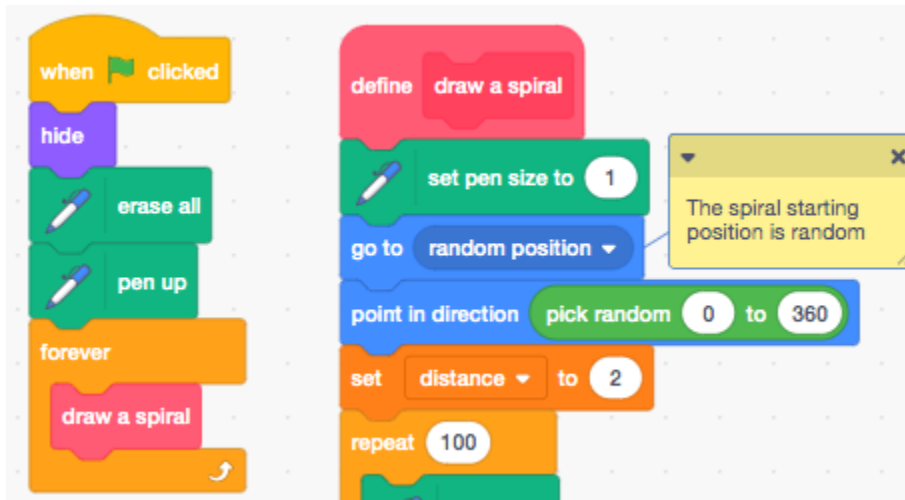 when clicked
hide
erase all
pen up
forever
draw a spiral
define draw a spiral
set pen size to 1
go to random position
point in direction pick random 0 to 360
set distance to 2
repeat 100
The spiral starting
position is random